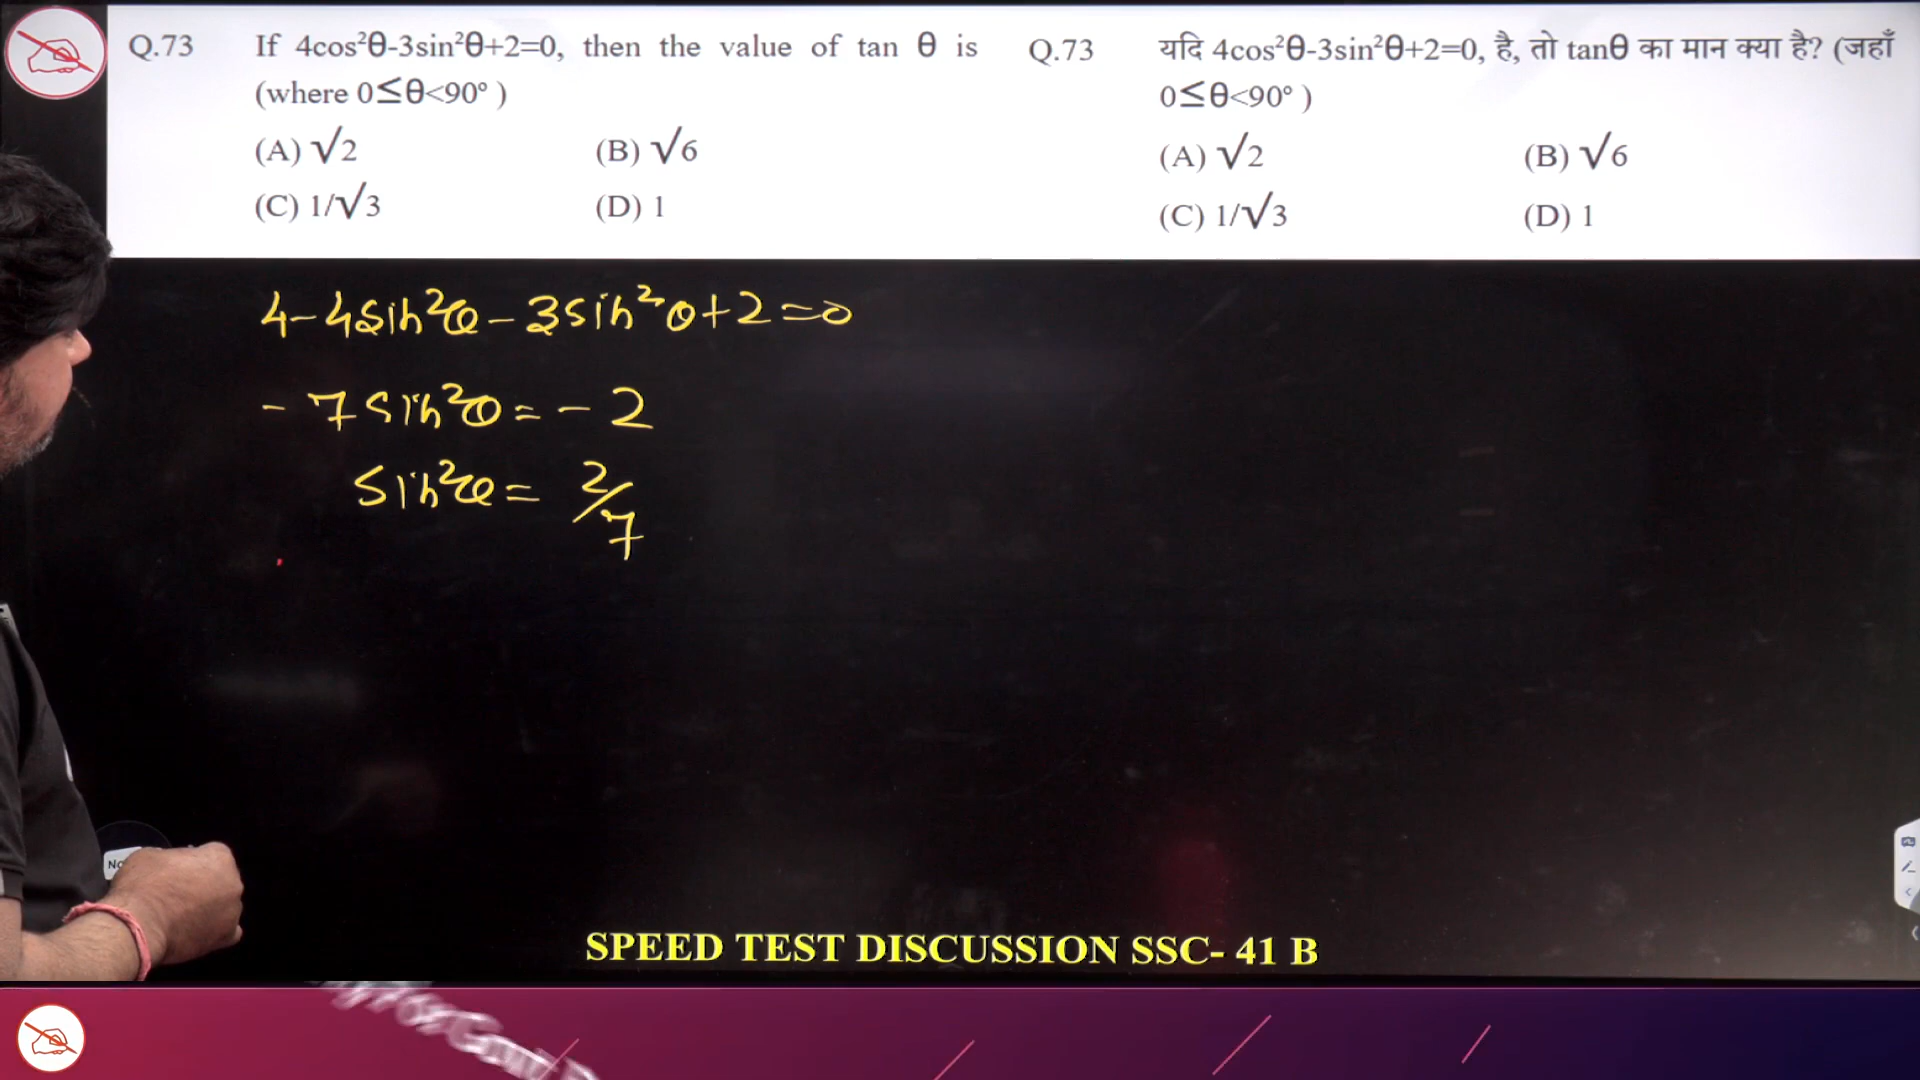 Q.73 If 4cos²θ-3sin²θ+2=0, then the value of tan θ is
(where 0≤θ<90° )
(A) √2 (B) √6
(C) 1/√3 (D) 1
Q.73 यदि 4cos²θ-3sin²θ+2=0, है, तो tanθ का मान क्या है? (जहाँ
0≤θ<90° )
(A) √2 (B) √6
(C) 1/√3 (D) 1
4-4sin²θ-3sin²θ+2=0
-7sin²θ=-2
sin²θ= 2/7
No
SPEED TEST DISCUSSION SSC- 41 B